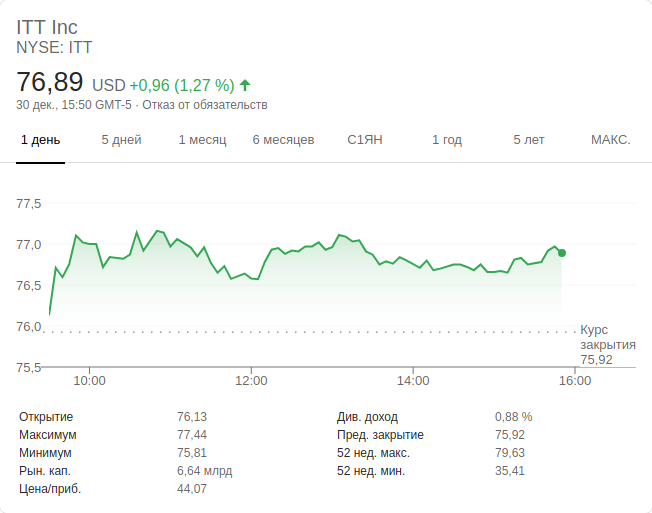 ITT Inc
NYSE: ITT
76,89 USD +0,96 (1,27 %)
30 дек., 15:50 GMT-5 · Отказ от обязательств
1 день 5 дней 1 месяц 6 месяцев С1ЯН 1 год 5 лет МАКС.
77,5
77,0
76,5
76,0
75,5
Курс
закрытия
75,92
10:00 12:00 14:00 16:00
Открытие 76,13 Див. доход 0,88 %
Максимум 77,44 Пред. закрытие 75,92
Минимум 75,81 52 нед. макс. 79,63
Рын. кап. 6,64 млрд 52 нед. мин. 35,41
Цена/приб. 44,07